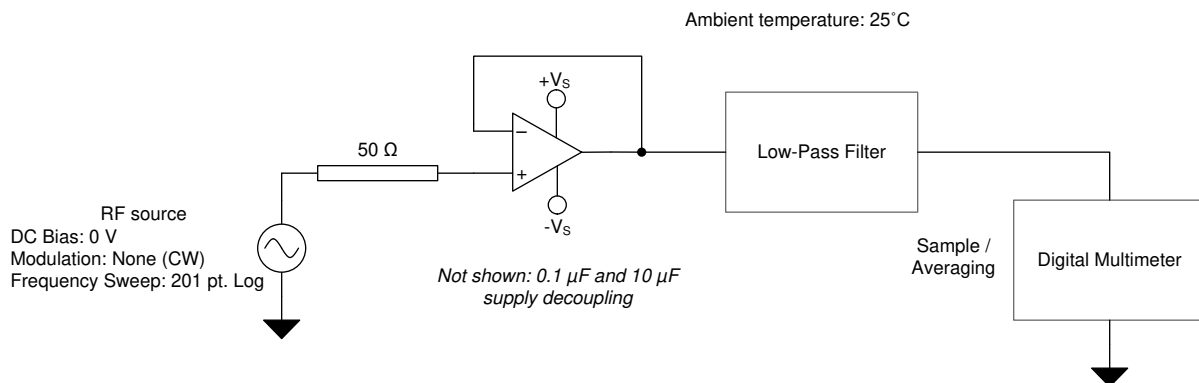 Ambient temperature: 25˚C
+VS
50 Ω
−
+
-VS
Low-Pass Filter
RF source
DC Bias: 0 V
Modulation: None (CW)
Frequency Sweep: 201 pt. Log
Not shown: 0.1 µF and 10 µF
supply decoupling
Sample /
Averaging
Digital Multimeter